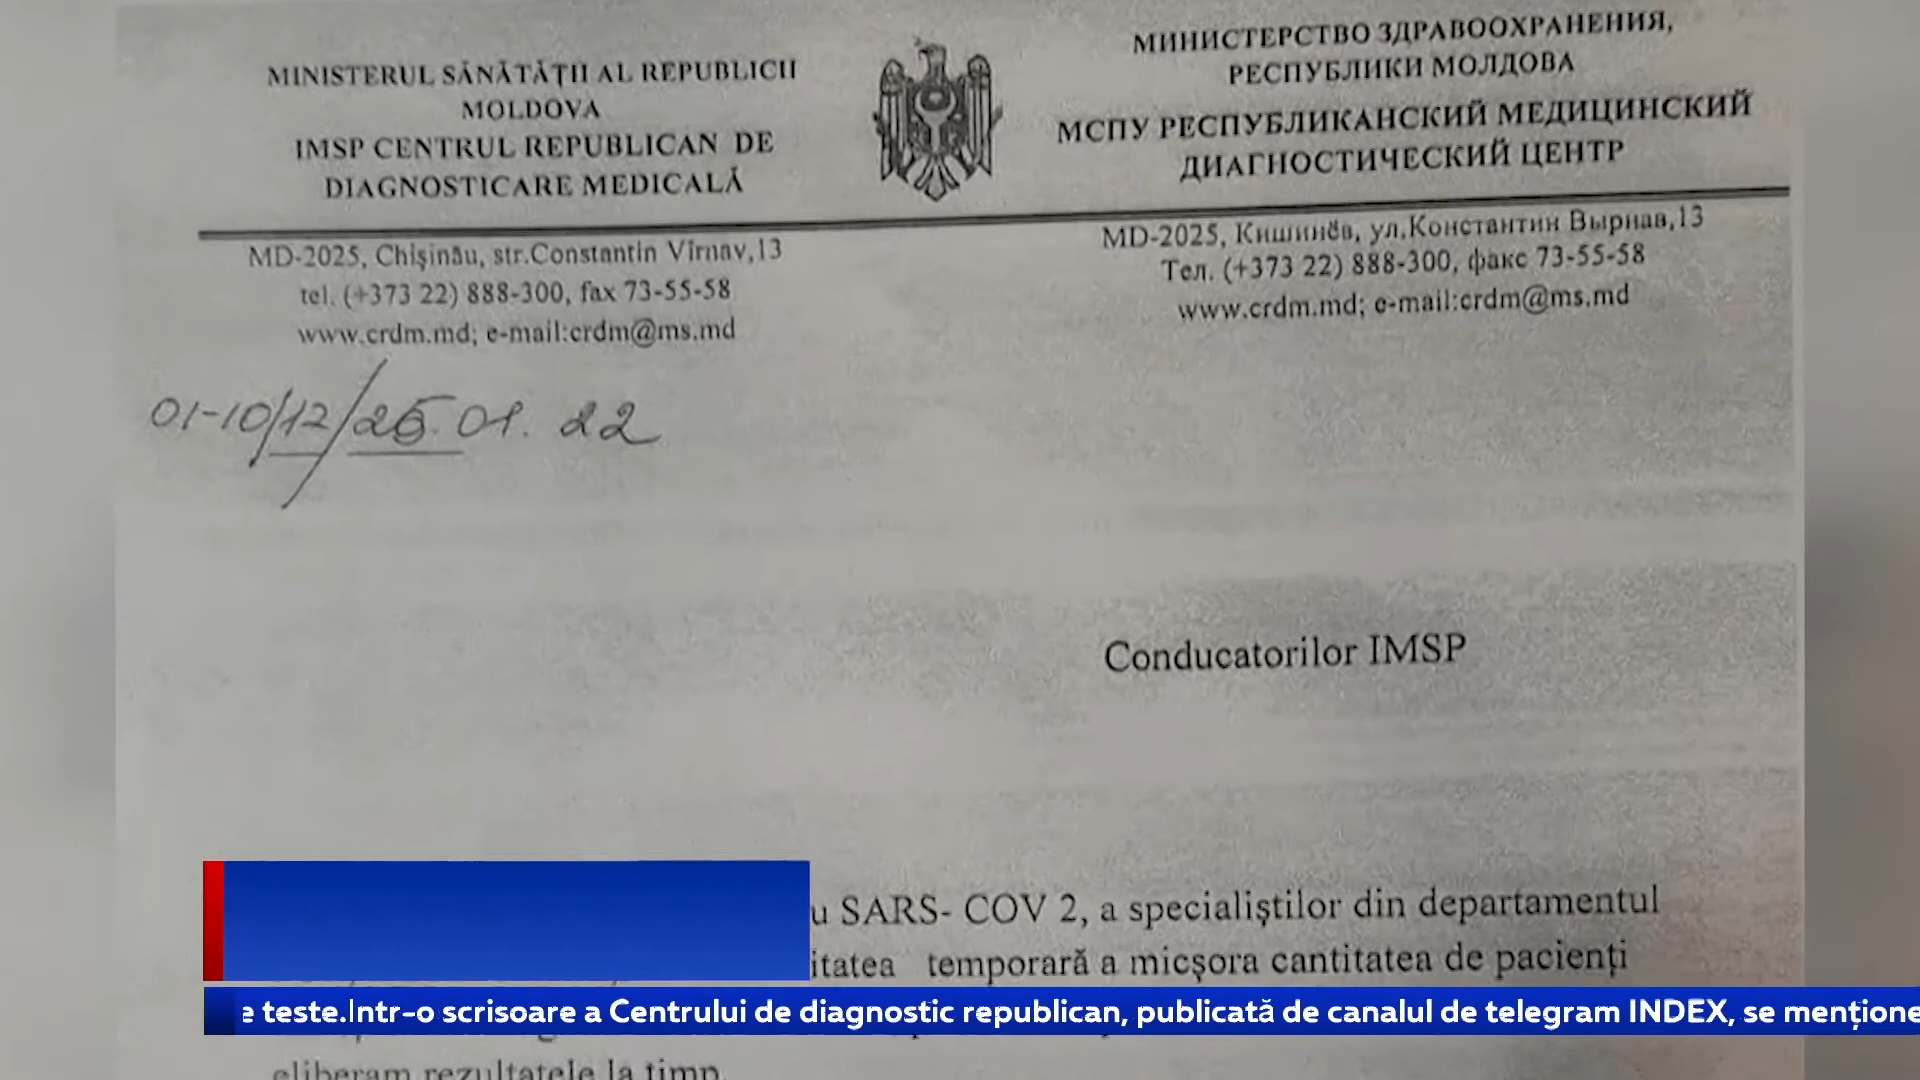 MINISTERUL SĂNĂTĂȚII AL REPUBLICII
MOLDOVA
IMSP CENTRUL REPUBLICAN DE
DIAGNOSTICARE MEDICALĂ
МИНИСТЕРСТВО ЗДРАВООХРАНЕНИЯ,
РЕСПУБЛИКИ МОЛДОВА
МСПУ РЕСПУБЛИКАНСКИЙ МЕДИЦИНСКИЙ
ДИАГНОСТИЧЕСКИЙ ЦЕНТР
MD-2025, Chişinău, str.Constantin Vîrnav,13
tel. (+373 22) 888-300, fax 73-55-58
www.crdm.md; e-mail:crdm@ms.md
MD-2025, Кишинёв, ул.Константин Вырнав,13
Тел. (+373 22) 888-300, факс 73-55-58
www.crdm.md; e-mail:crdm@ms.md
01-10/12/ 01. 22
Conducatorilor IMSP
u SARS- COV 2, a specialiştilor din departamentul
itatea temporară a micşora cantitatea de pacienţi
e teste.Intr-o scrisoare a Centrului de diagnostic republican, publicată de canalul de telegram INDEX, se mențione
eliberam rezultatele la timp.